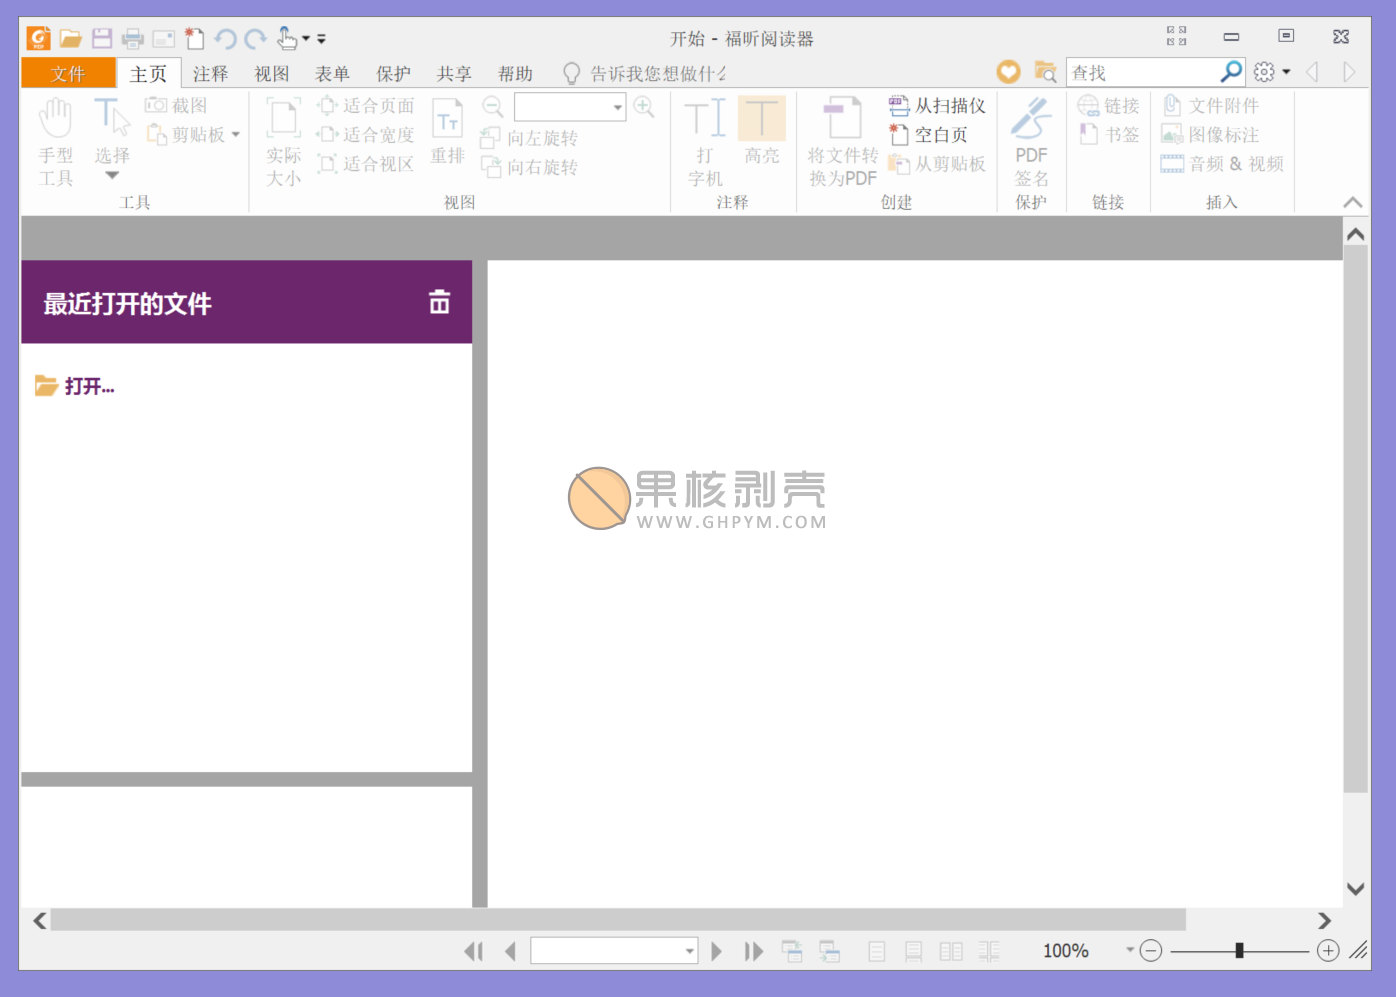 开始 - 福昕阅读器
文件 主页 注释 视图 表单 保护 共享 帮助 告诉我您想做什么 查找
手型工具
选择
截图
剪贴板
工具
实际大小
适合页面
适合宽度
适合视区
重排
向左旋转
向右旋转
视图
打字机
高亮
注释
将文件转换为PDF
从扫描仪
空白页
从剪贴板
创建
PDF签名
保护
链接
书签
链接
文件附件
图像标注
音频 & 视频
插入
最近打开的文件
打开...
果核剥壳
WWW.GHPYM.COM
100%